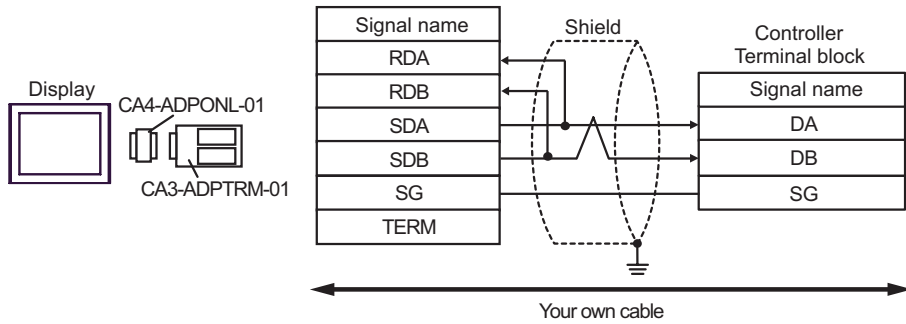 Display
CA4-ADPONL-01
CA3-ADPTRM-01
Signal name
RDA
RDB
SDA
SDB
SG
TERM
Shield
Controller
Terminal block
Signal name
DA
DB
SG
Your own cable